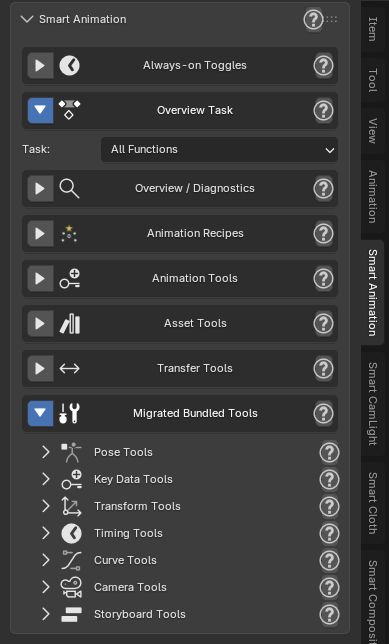 Smart Animation
Always-on Toggles
Overview Task
Task: All Functions
Overview / Diagnostics
Animation Recipes
Animation Tools
Asset Tools
Transfer Tools
Migrated Bundled Tools
Pose Tools
Key Data Tools
Transform Tools
Timing Tools
Curve Tools
Camera Tools
Storyboard Tools
Item
Tool
View
Animation
Smart Animation
Smart CamLight
Smart Cloth
Smart Composit